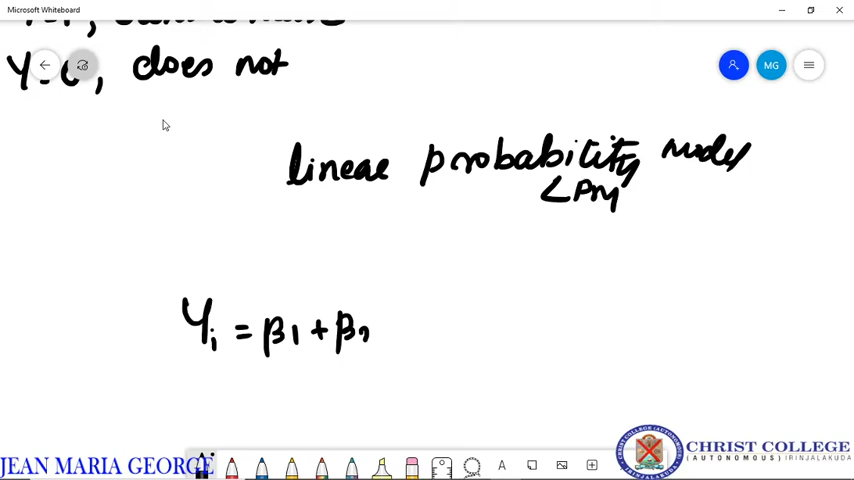 Microsoft Whiteboard
Y=0, does not
MG
linear probability model
LPM
Yi = β1 + β2
A
JEAN MARIA GEORGE
CHRIST COLLEGE
(AUTONOMOUS) IRINJALAKUDA